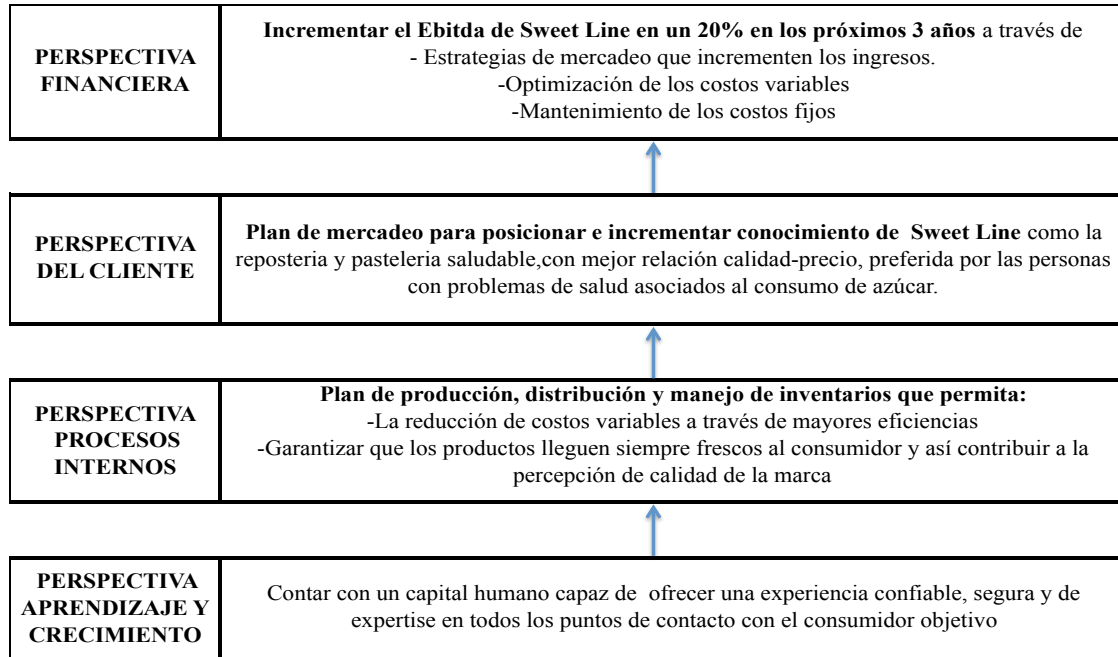 PERSPECTIVA
FINANCIERA
Incrementar el Ebitda de Sweet Line en un 20% en los próximos 3 años a través de
- Estrategias de mercadeo que incrementen los ingresos.
-Optimización de los costos variables
-Mantenimiento de los costos fijos
PERSPECTIVA
DEL CLIENTE
Plan de mercadeo para posicionar e incrementar conocimiento de Sweet Line como la
reposteria y pasteleria saludable,con mejor relación calidad-precio, preferida por las personas
con problemas de salud asociados al consumo de azúcar.
PERSPECTIVA
PROCESOS
INTERNOS
Plan de producción, distribución y manejo de inventarios que permita:
-La reducción de costos variables a través de mayores eficiencias
-Garantizar que los productos lleguen siempre frescos al consumidor y así contribuir a la
percepción de calidad de la marca
PERSPECTIVA
APRENDIZAJE Y
CRECIMIENTO
Contar con un capital humano capaz de ofrecer una experiencia confiable, segura y de
expertise en todos los puntos de contacto con el consumidor objetivo